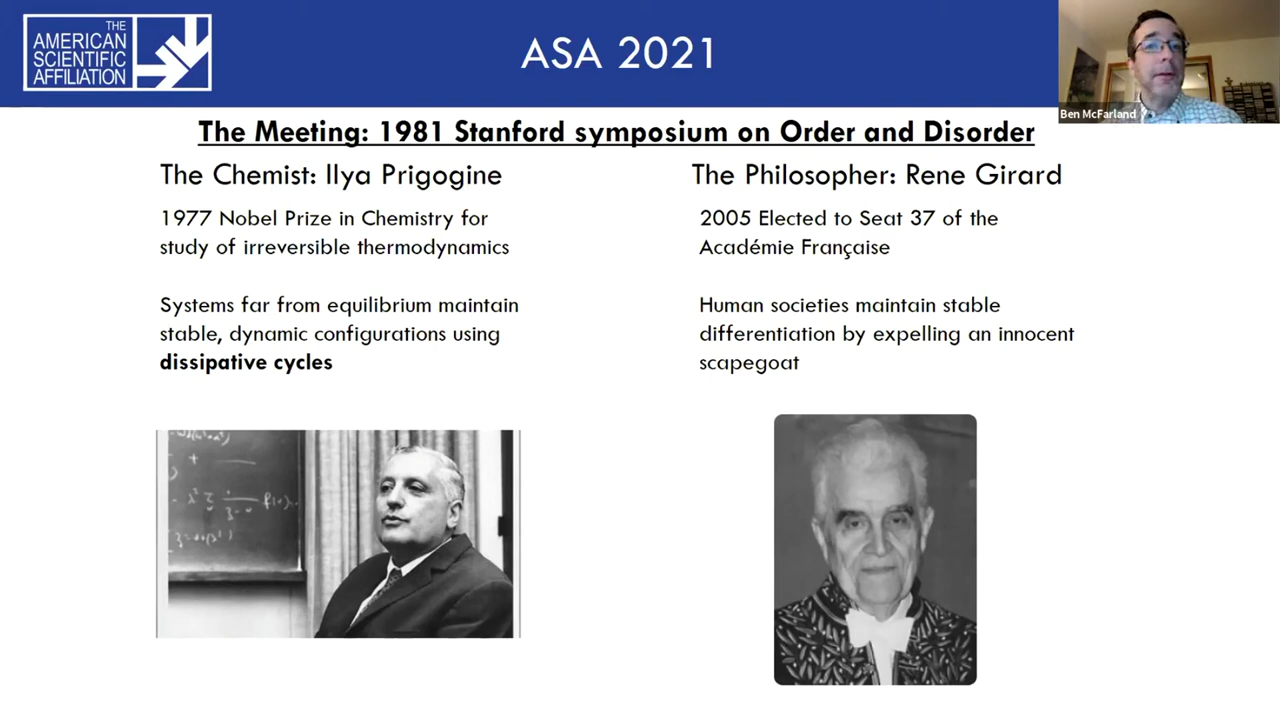 THE
AMERICAN
SCIENTIFIC
AFFILIATION
ASA 2021
Ben McFarland
The Meeting: 1981 Stanford symposium on Order and Disorder
The Chemist: Ilya Prigogine
1977 Nobel Prize in Chemistry for
study of irreversible thermodynamics
Systems far from equilibrium maintain
stable, dynamic configurations using
dissipative cycles
The Philosopher: Rene Girard
2005 Elected to Seat 37 of the
Académie Française
Human societies maintain stable
differentiation by expelling an innocent
scapegoat